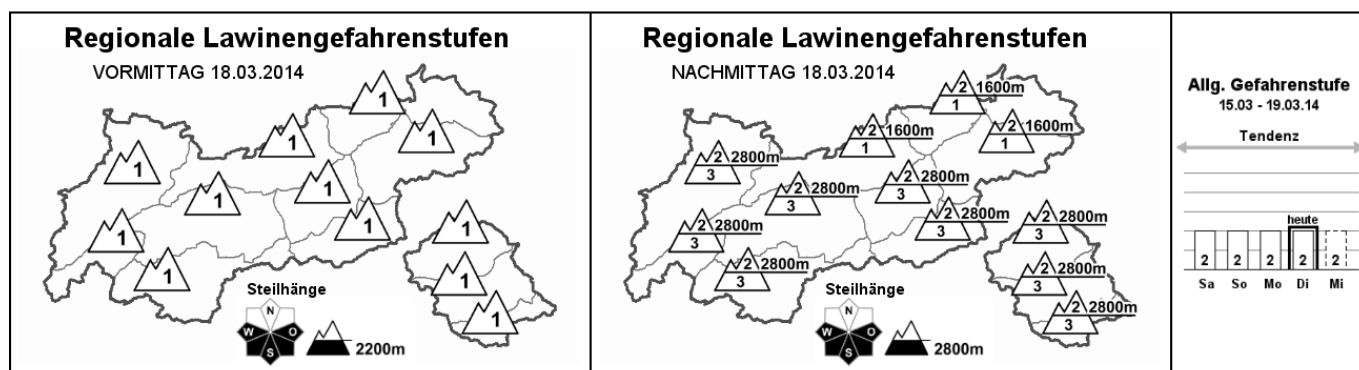 Regionale Lawinengefahrenstufen
VORMITTAG 18.03.2014
1
1
1
1
1
1
1
1
1
1
1
1
Steilhänge
N
W O
S
2200m
Regionale Lawinengefahrenstufen
NACHMITTAG 18.03.2014
2 1600m
1
2 1600m
1
2 1600m
1
2 2800m
3
2 2800m
3
2 2800m
3
2 2800m
3
2 2800m
3
2 2800m
3
2 2800m
3
2 2800m
3
2 2800m
3
Steilhänge
N
W O
S
2800m
Allg. Gefahrenstufe
15.03 - 19.03.14
Tendenz
heute
2 2 2 2 2
Sa So Mo Di Mi